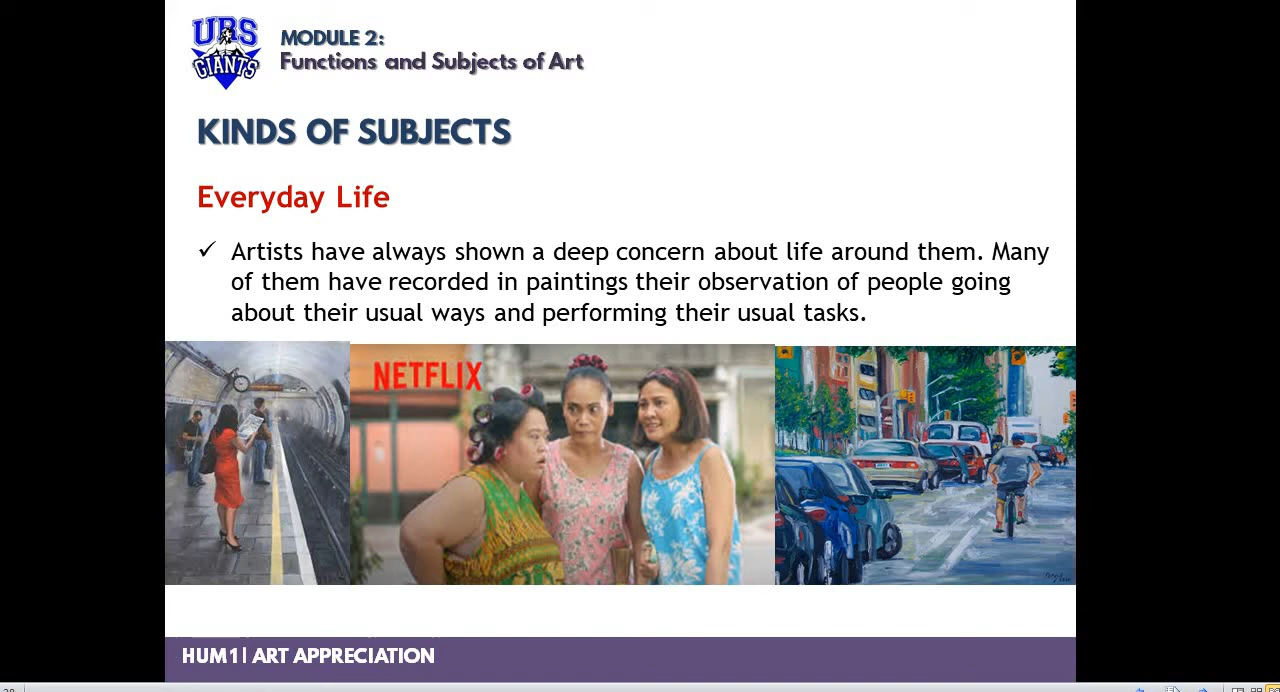 URS
GIANTS
MODULE 2:
Functions and Subjects of Art
KINDS OF SUBJECTS
Everyday Life
✓ Artists have always shown a deep concern about life around them. Many
of them have recorded in paintings their observation of people going
about their usual ways and performing their usual tasks.
NETFLIX
HUM1| ART APPRECIATION